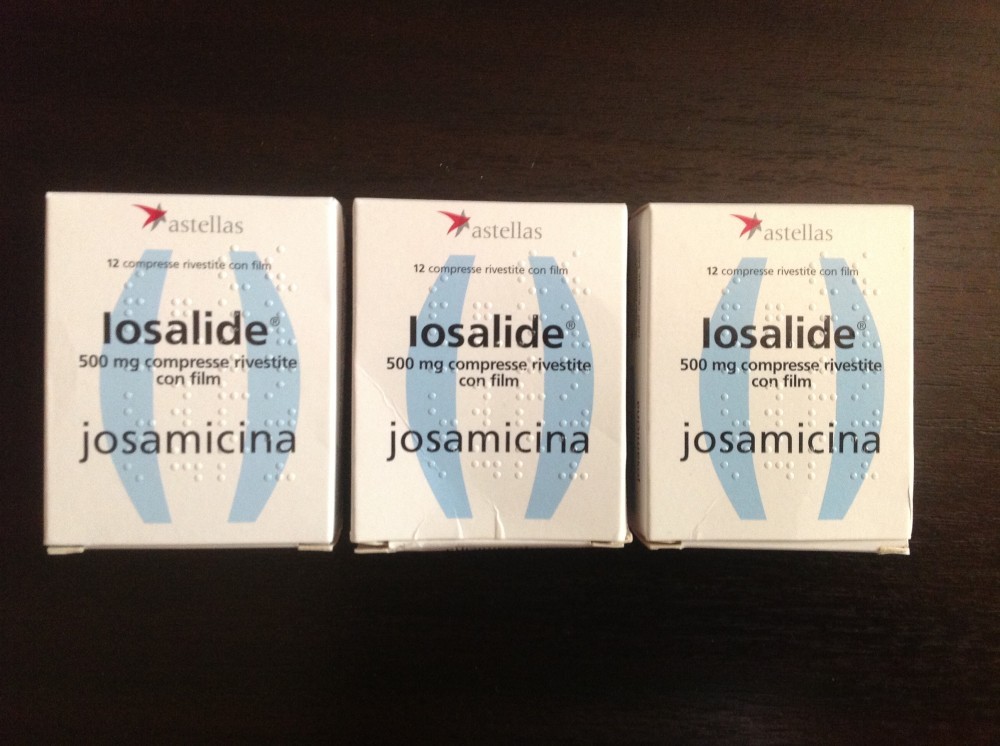 astellas
12 compresse rivestite con film
Iosalide®
500 mg compresse rivestite
con film
josamicina
astellas
12 compresse rivestite con film
Iosalide®
500 mg compresse rivestite
con film
josamicina
astellas
12 compresse rivestite con film
Iosalide®
500 mg compresse rivestite
con film
josamicina